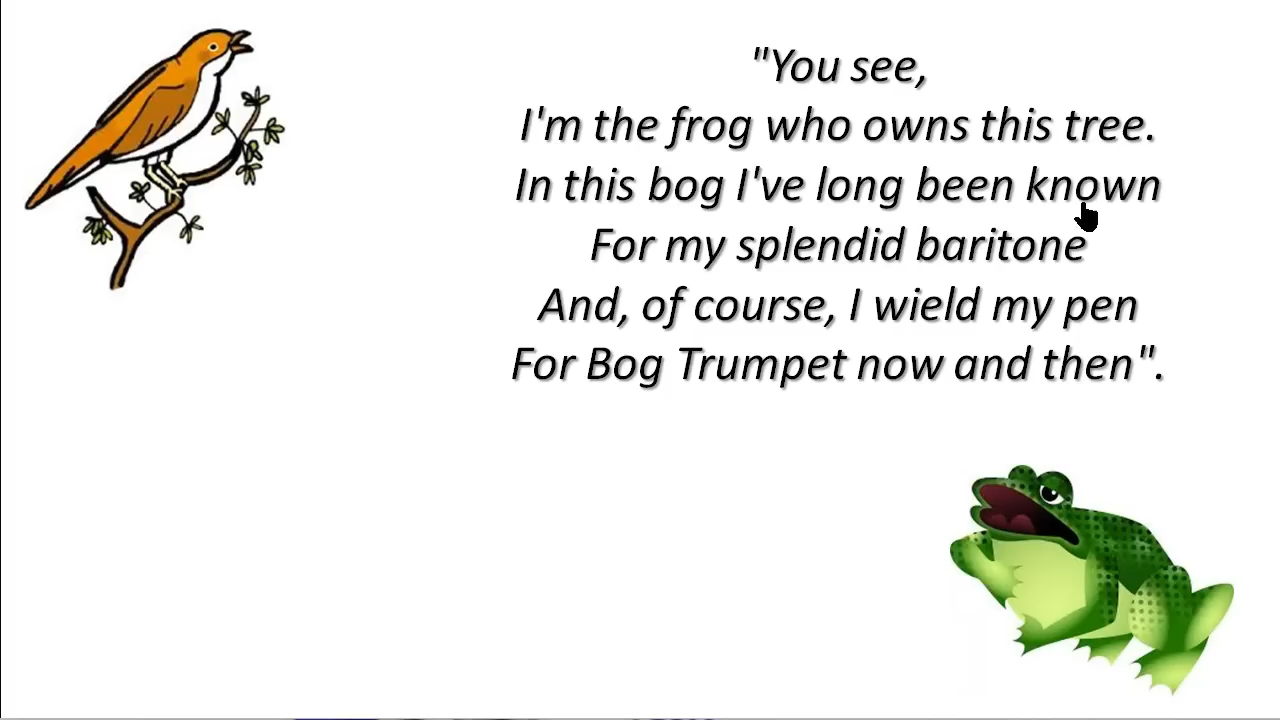 "You see,
I'm the frog who owns this tree.
In this bog I've long been known
For my splendid baritone
And, of course, I wield my pen
For Bog Trumpet now and then".